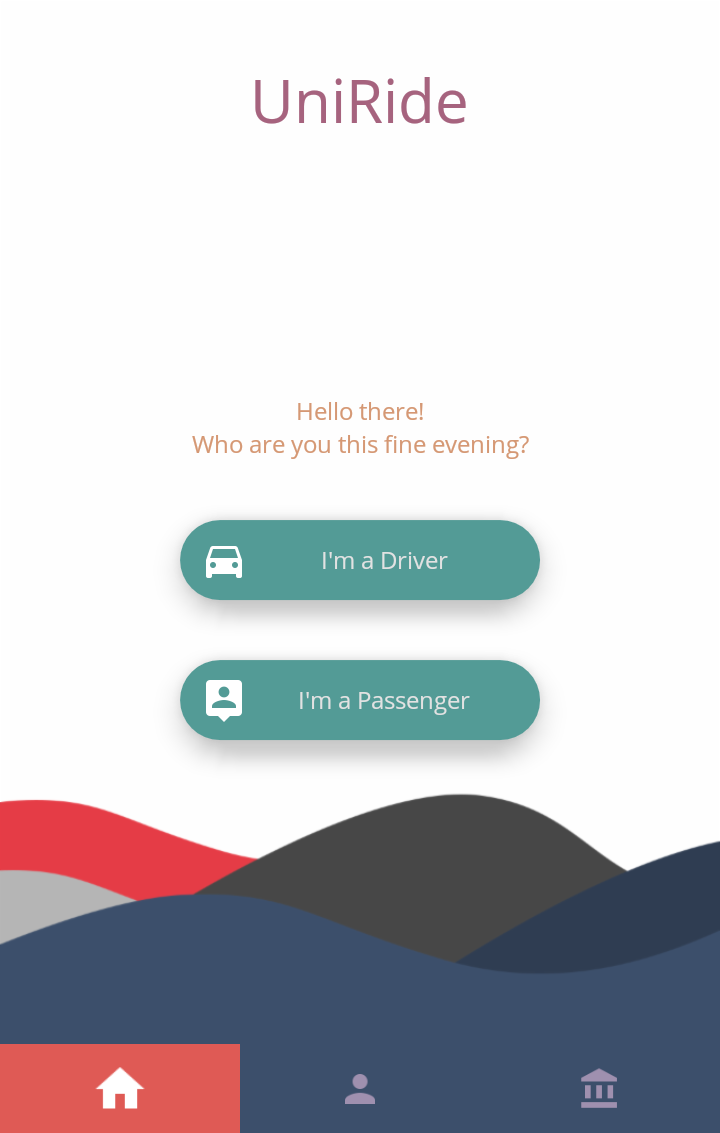 UniRide
Hello there!
Who are you this fine evening?
I'm a Driver
I'm a Passenger